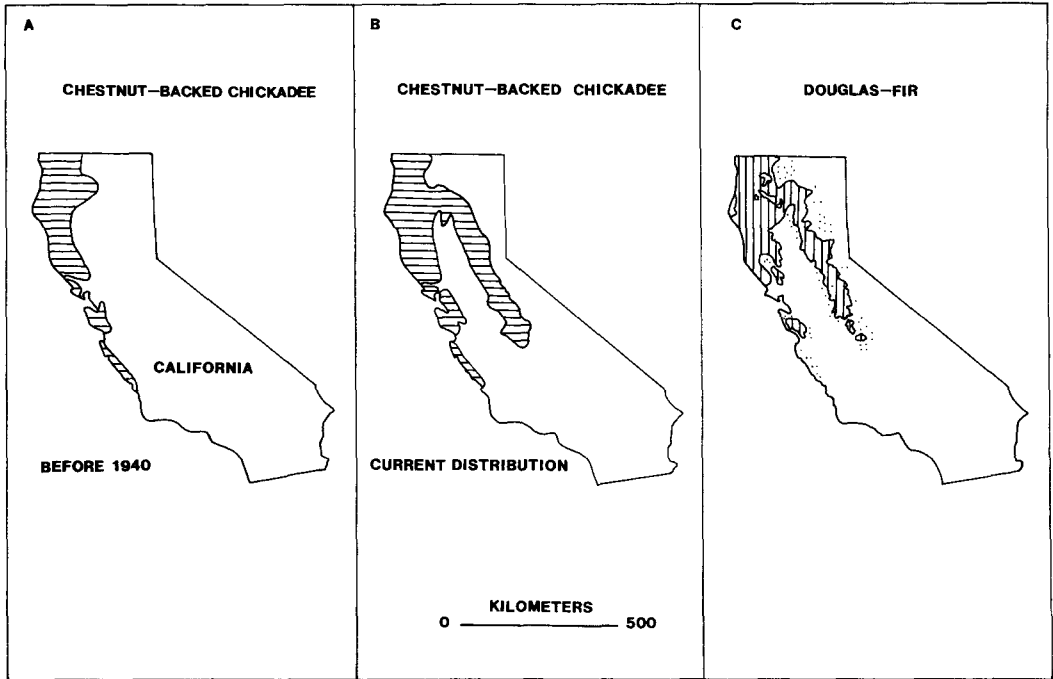 A
CHESTNUT—BACKED CHICKADEE
CALIFORNIA
BEFORE 1940
B
CHESTNUT—BACKED CHICKADEE
CURRENT DISTRIBUTION
KILOMETERS
0 500
C
DOUGLAS—FIR